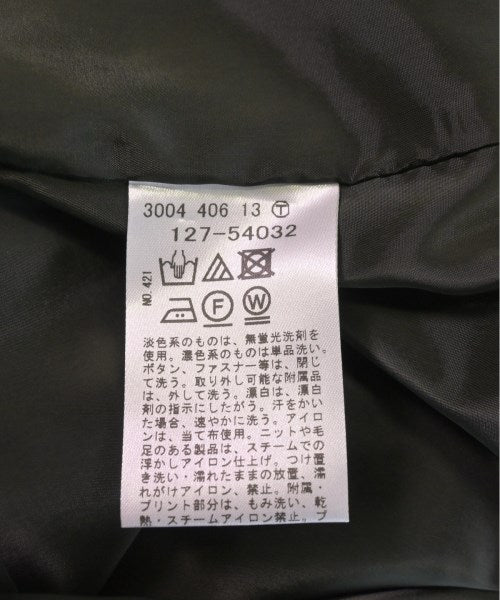 3004 406 13 Ⓣ
127-54032
NO.421
F W
淡色系のものは、無蛍光洗剤を
使用。濃色系のものは単品洗い。
ボタン、ファスナー等は、閉じ
て洗う。取り外し可能な附属品
は、外して洗う。漂白は、漂白
剤の指示にしたがう。汗をかい
た場合、速やかに洗う。アイロ
ンは、当て布使用。ニットや毛
足のある製品は、スチームでの
浮かしアイロン仕上げ。つけ置
き洗い・濡れたままの放置、濡
れがけアイロン、禁止。附属・
プリント部分は、もみ洗い、乾
熱・スチームアイロン禁止。プ